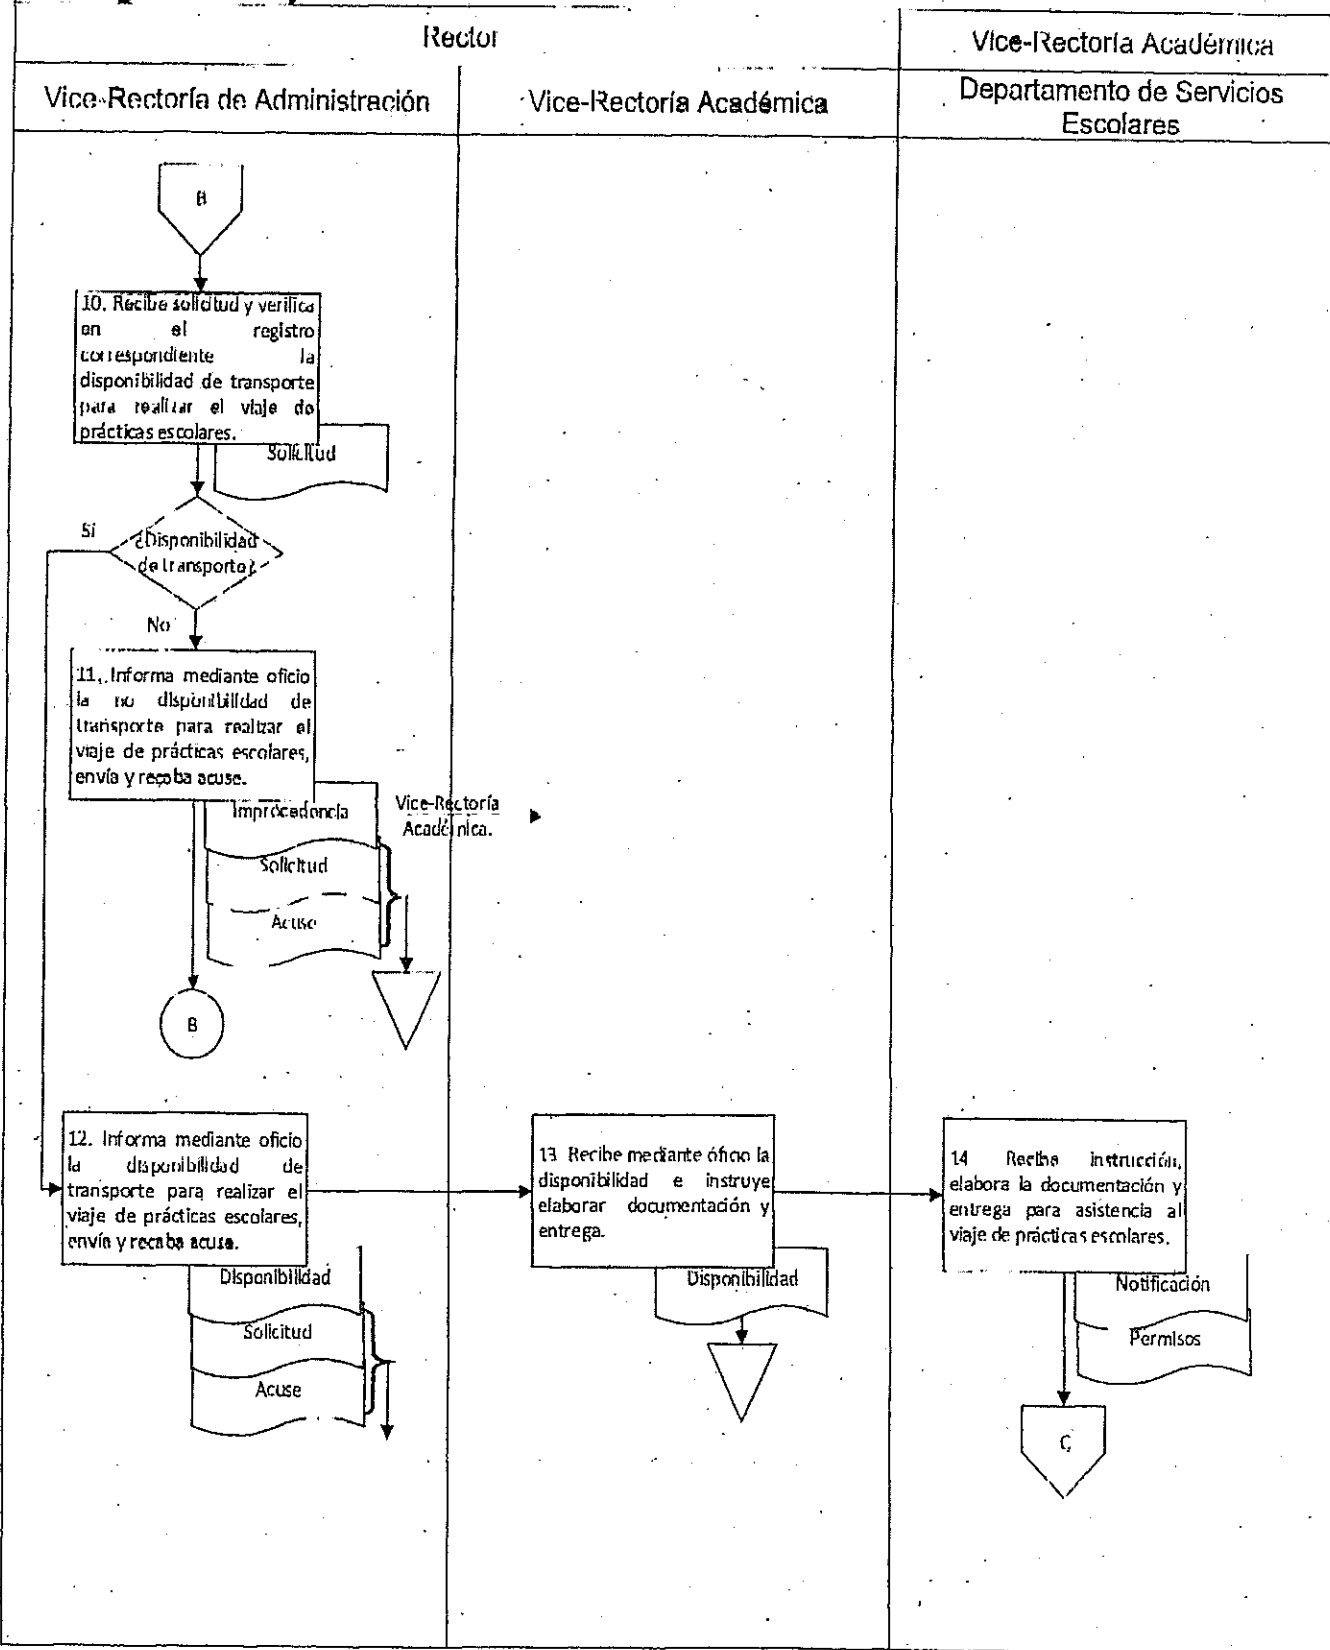 Rector
Vice-Rectoría Académica
Vice-Rectoría de Administración
Vice-Rectoría Académica
Departamento de Servicios
Escolares
B
10. Recibe solicitud y verifica
en el registro
correspondiente la
disponibilidad de transporte
para realizar el viaje de
prácticas escolares.
Solicitud
Sí
¿Disponibilidad
de transporte?
No
11. Informa mediante oficio
la no disponibilidad de
transporte para realizar el
viaje de prácticas escolares,
envía y recaba acuse.
Improcedencia
Vice-Rectoría
Académica.
Solicitud
Acuse
B
12. Informa mediante oficio
la disponibilidad de
transporte para realizar el
viaje de prácticas escolares,
envía y recaba acuse.
Disponibilidad
Solicitud
Acuse
13 Recibe mediante oficio la
disponibilidad e instruye
elaborar documentación y
entrega.
Disponibilidad
14 Recibe instrucción,
elabora la documentación y
entrega para asistencia al
viaje de prácticas escolares.
Notificación
Permisos
C